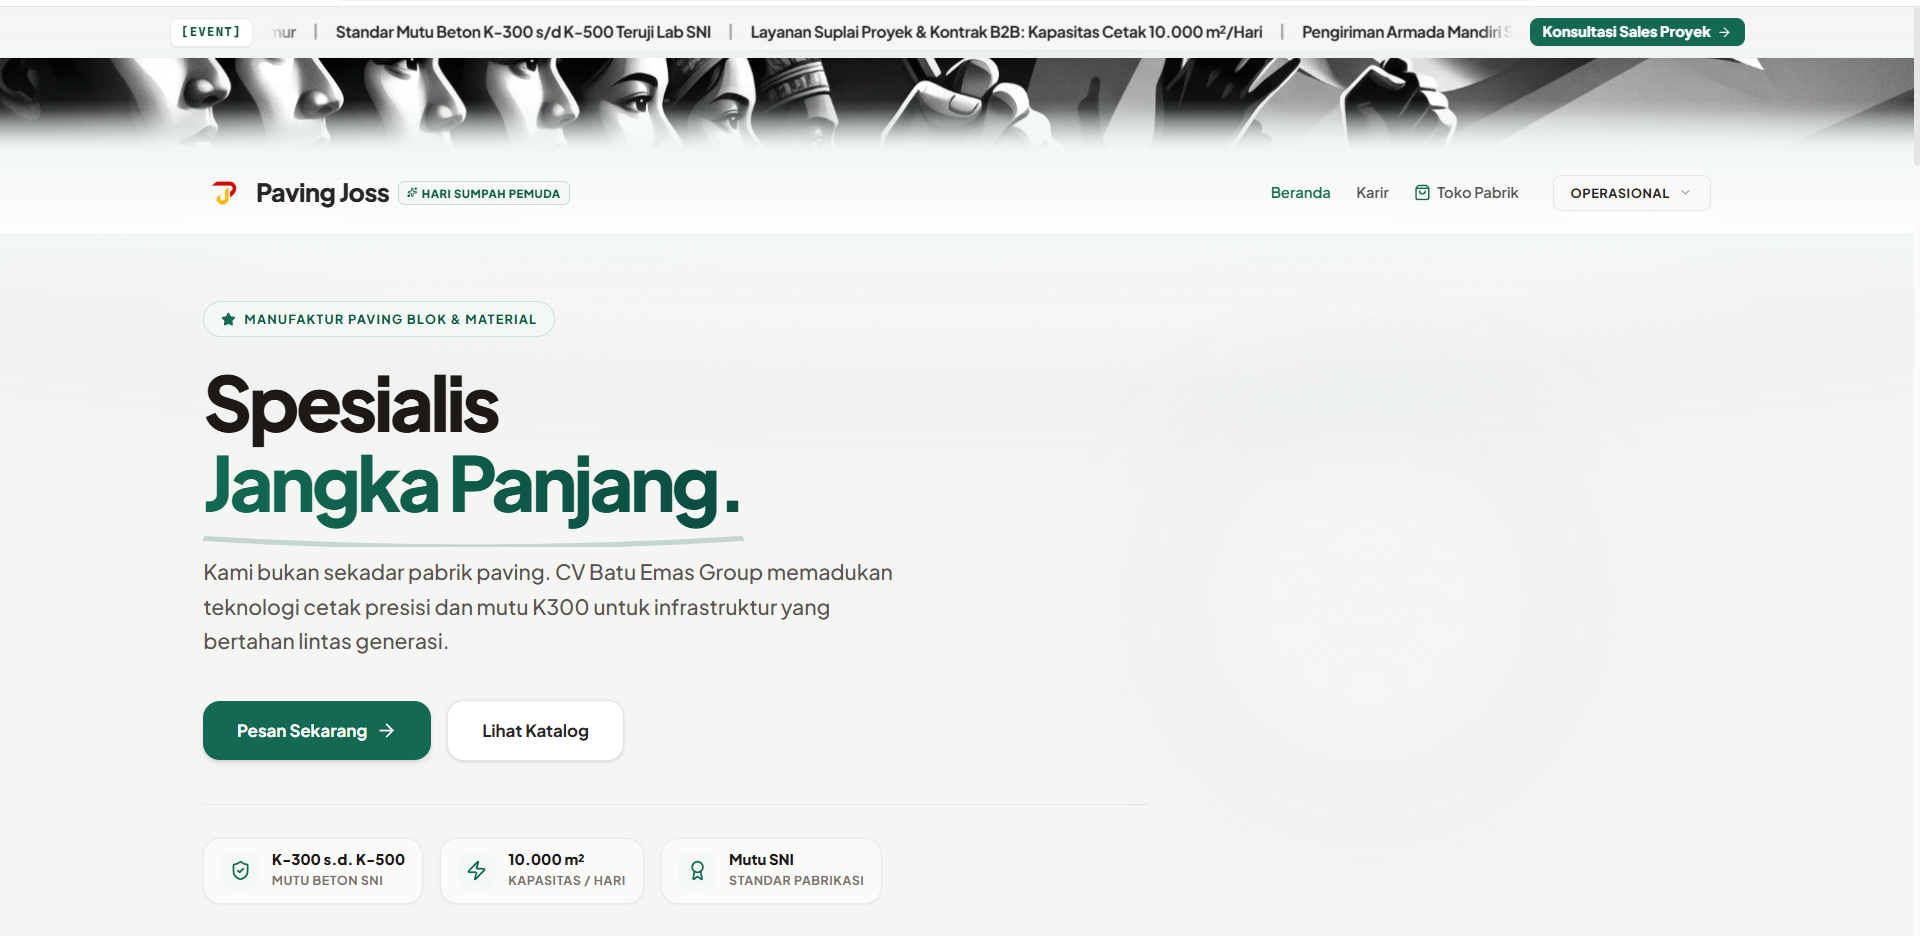 [EVENT]
Standar Mutu Beton K-300 s/d K-500 Teruji Lab SNI | Layanan Suplai Proyek & Kontrak B2B: Kapasitas Cetak 10.000 m²/Hari | Pengiriman Armada Mandiri
Konsultasi Sales Proyek →
Paving Joss
HARI SUMPAH PEMUDA
Beranda
Karir
Toko Pabrik
OPERASIONAL
MANUFAKTUR PAVING BLOK & MATERIAL
Spesialis
Jangka Panjang.
Kami bukan sekadar pabrik paving. CV Batu Emas Group memadukan
teknologi cetak presisi dan mutu K300 untuk infrastruktur yang
bertahan lintas generasi.
Pesan Sekarang →
Lihat Katalog
K-300 s.d. K-500
MUTU BETON SNI
10.000 m²
KAPASITAS / HARI
Mutu SNI
STANDAR PABRIKASI